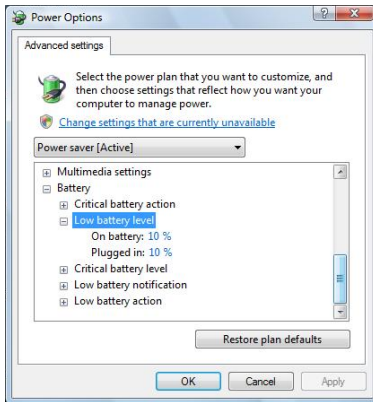 Power Options
Advanced settings
Select the power plan that you want to customize, and
then choose settings that reflect how you want your
computer to manage power.
Change settings that are currently unavailable
Power saver [Active]
Multimedia settings
Battery
Critical battery action
Low battery level
On battery: 10 %
Plugged in: 10 %
Critical battery level
Low battery notification
Low battery action
Restore plan defaults
OK Cancel Apply